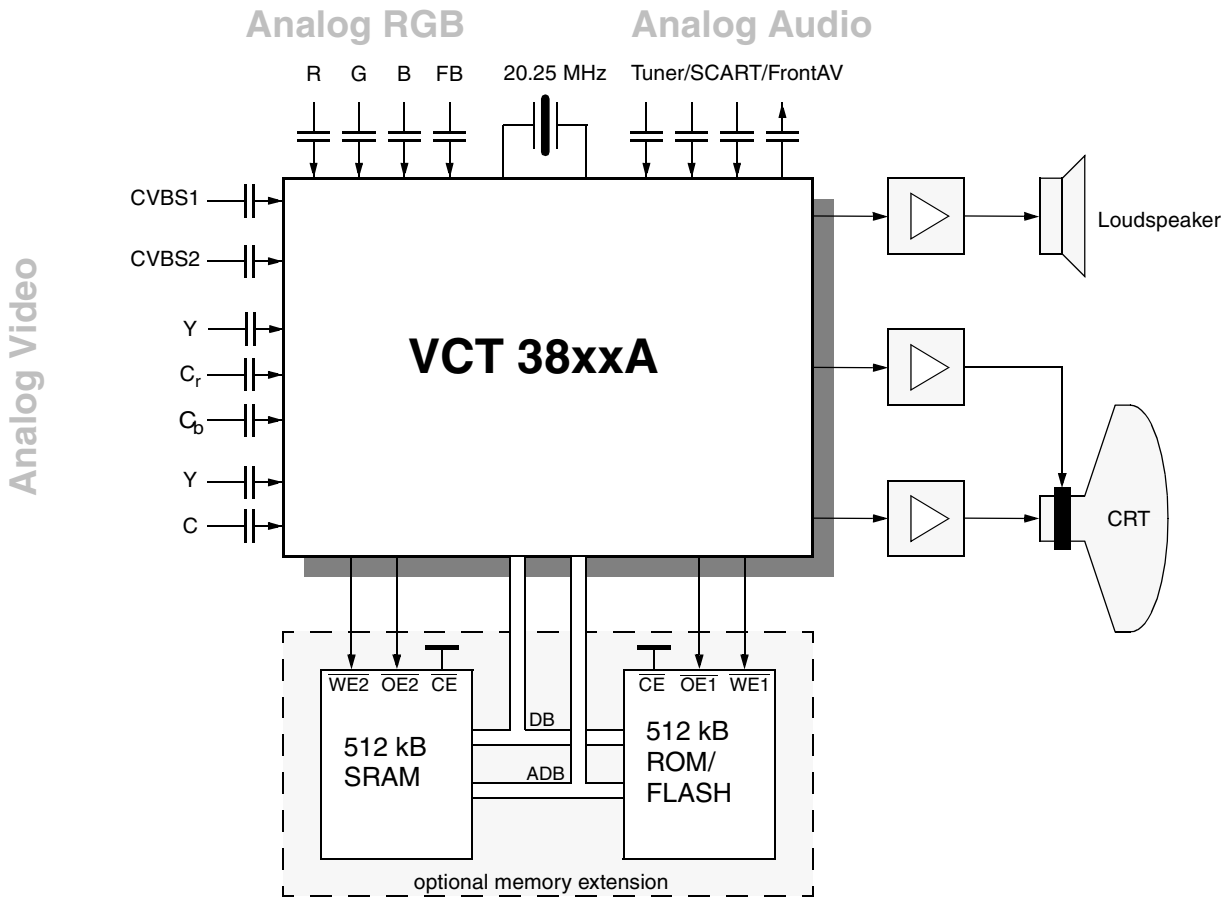 Analog RGB
Analog Audio
R G B FB
20.25 MHz
Tuner/SCART/FrontAV
Analog Video
CVBS1
CVBS2
Y
Cr
Cb
Y
C
VCT 38xxA
Loudspeaker
CRT
WE2 OE2 CE
CE OE1 WE1
512 kB
SRAM
DB
ADB
512 kB
ROM/
FLASH
optional memory extension